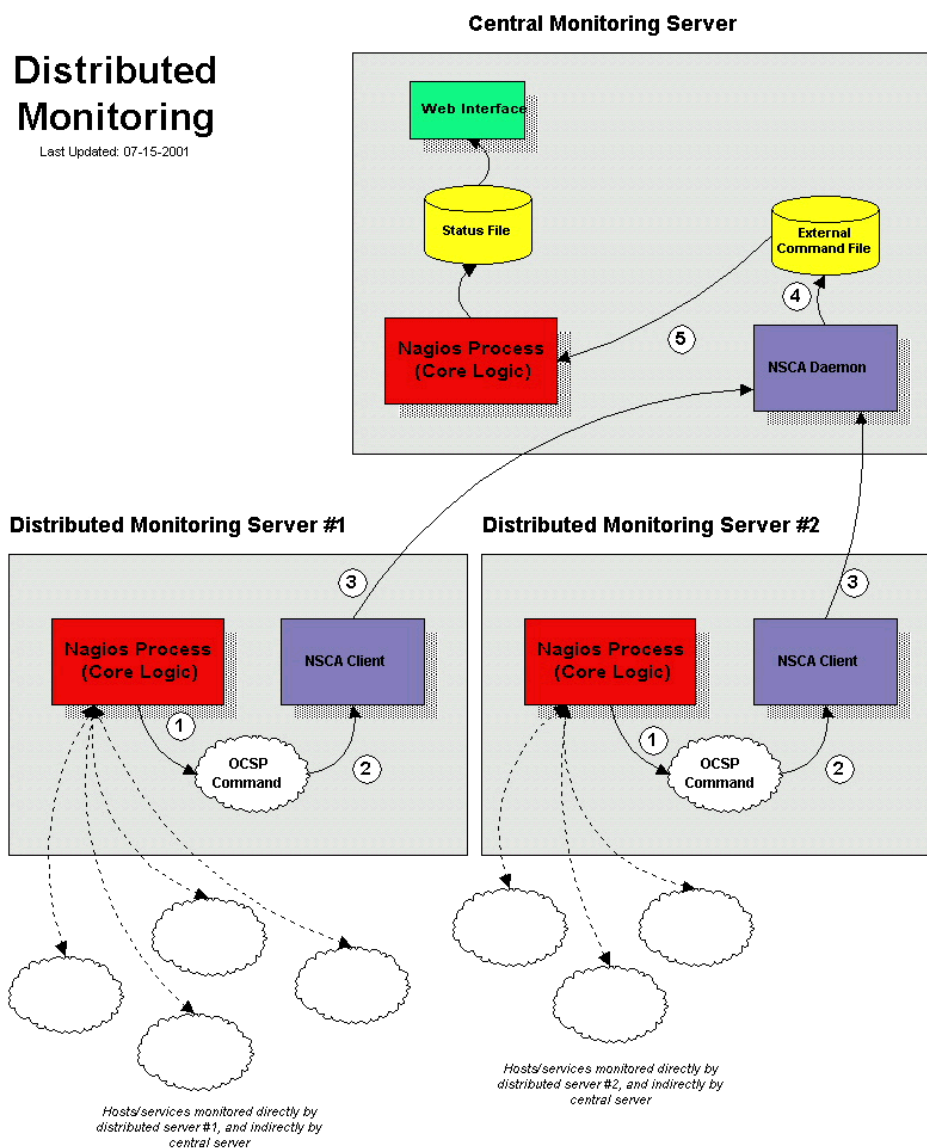 Central Monitoring Server
Distributed
Monitoring
Last Updated: 07-15-2001
Web Interface
Status File
External
Command File
4
5
Nagios Process
(Core Logic)
NSCA Daemon
Distributed Monitoring Server #1
Distributed Monitoring Server #2
3
3
Nagios Process
(Core Logic)
NSCA Client
Nagios Process
(Core Logic)
NSCA Client
1
OCSP
Command
2
1
OCSP
Command
2
Hosts/services monitored directly by
distributed server #2, and indirectly by
central server
Hosts/services monitored directly by
distributed server #1, and indirectly by
central server